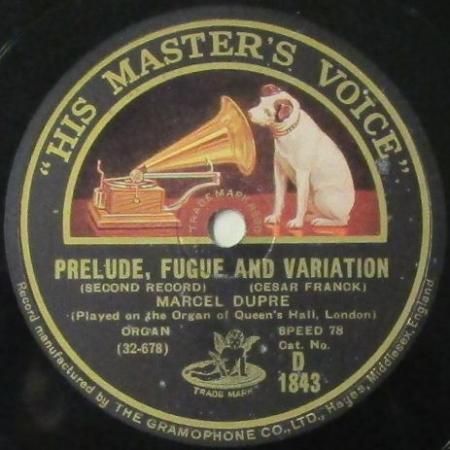 "HIS MASTER'S VOICE"
TRADE MARK
PRELUDE, FUGUE AND VARIATION
(SECOND RECORD) (CESAR FRANCK)
MARCEL DUPRE
(Played on the Organ of Queen's Hall, London)
ORGAN SPEED 78
(32-678) Cat. No.
D
1843
TRADE MARK
Record manufactured by THE GRAMOPHONE CO., LTD., Hayes, Middlesex, England